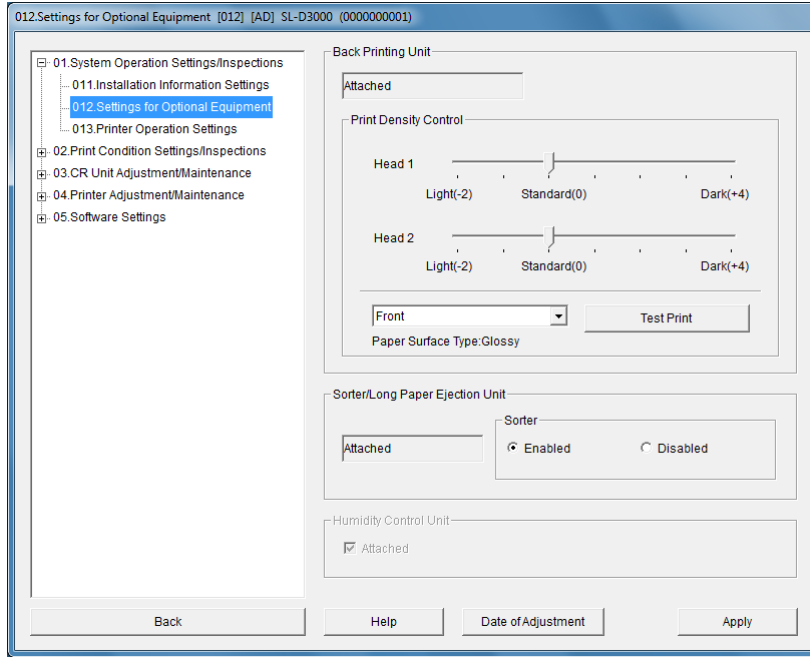 012.Settings for Optional Equipment [012] [AD] SL-D3000 (0000000001)
01.System Operation Settings/Inspections
011.Installation Information Settings
012.Settings for Optional Equipment
013.Printer Operation Settings
02.Print Condition Settings/Inspections
03.CR Unit Adjustment/Maintenance
04.Printer Adjustment/Maintenance
05.Software Settings
Back Printing Unit
Attached
Print Density Control
Head 1
Light(-2) Standard(0) Dark(+4)
Head 2
Light(-2) Standard(0) Dark(+4)
Front Test Print
Paper Surface Type:Glossy
Sorter/Long Paper Ejection Unit
Sorter
Attached Enabled Disabled
Humidity Control Unit
Attached
Back Help Date of Adjustment Apply